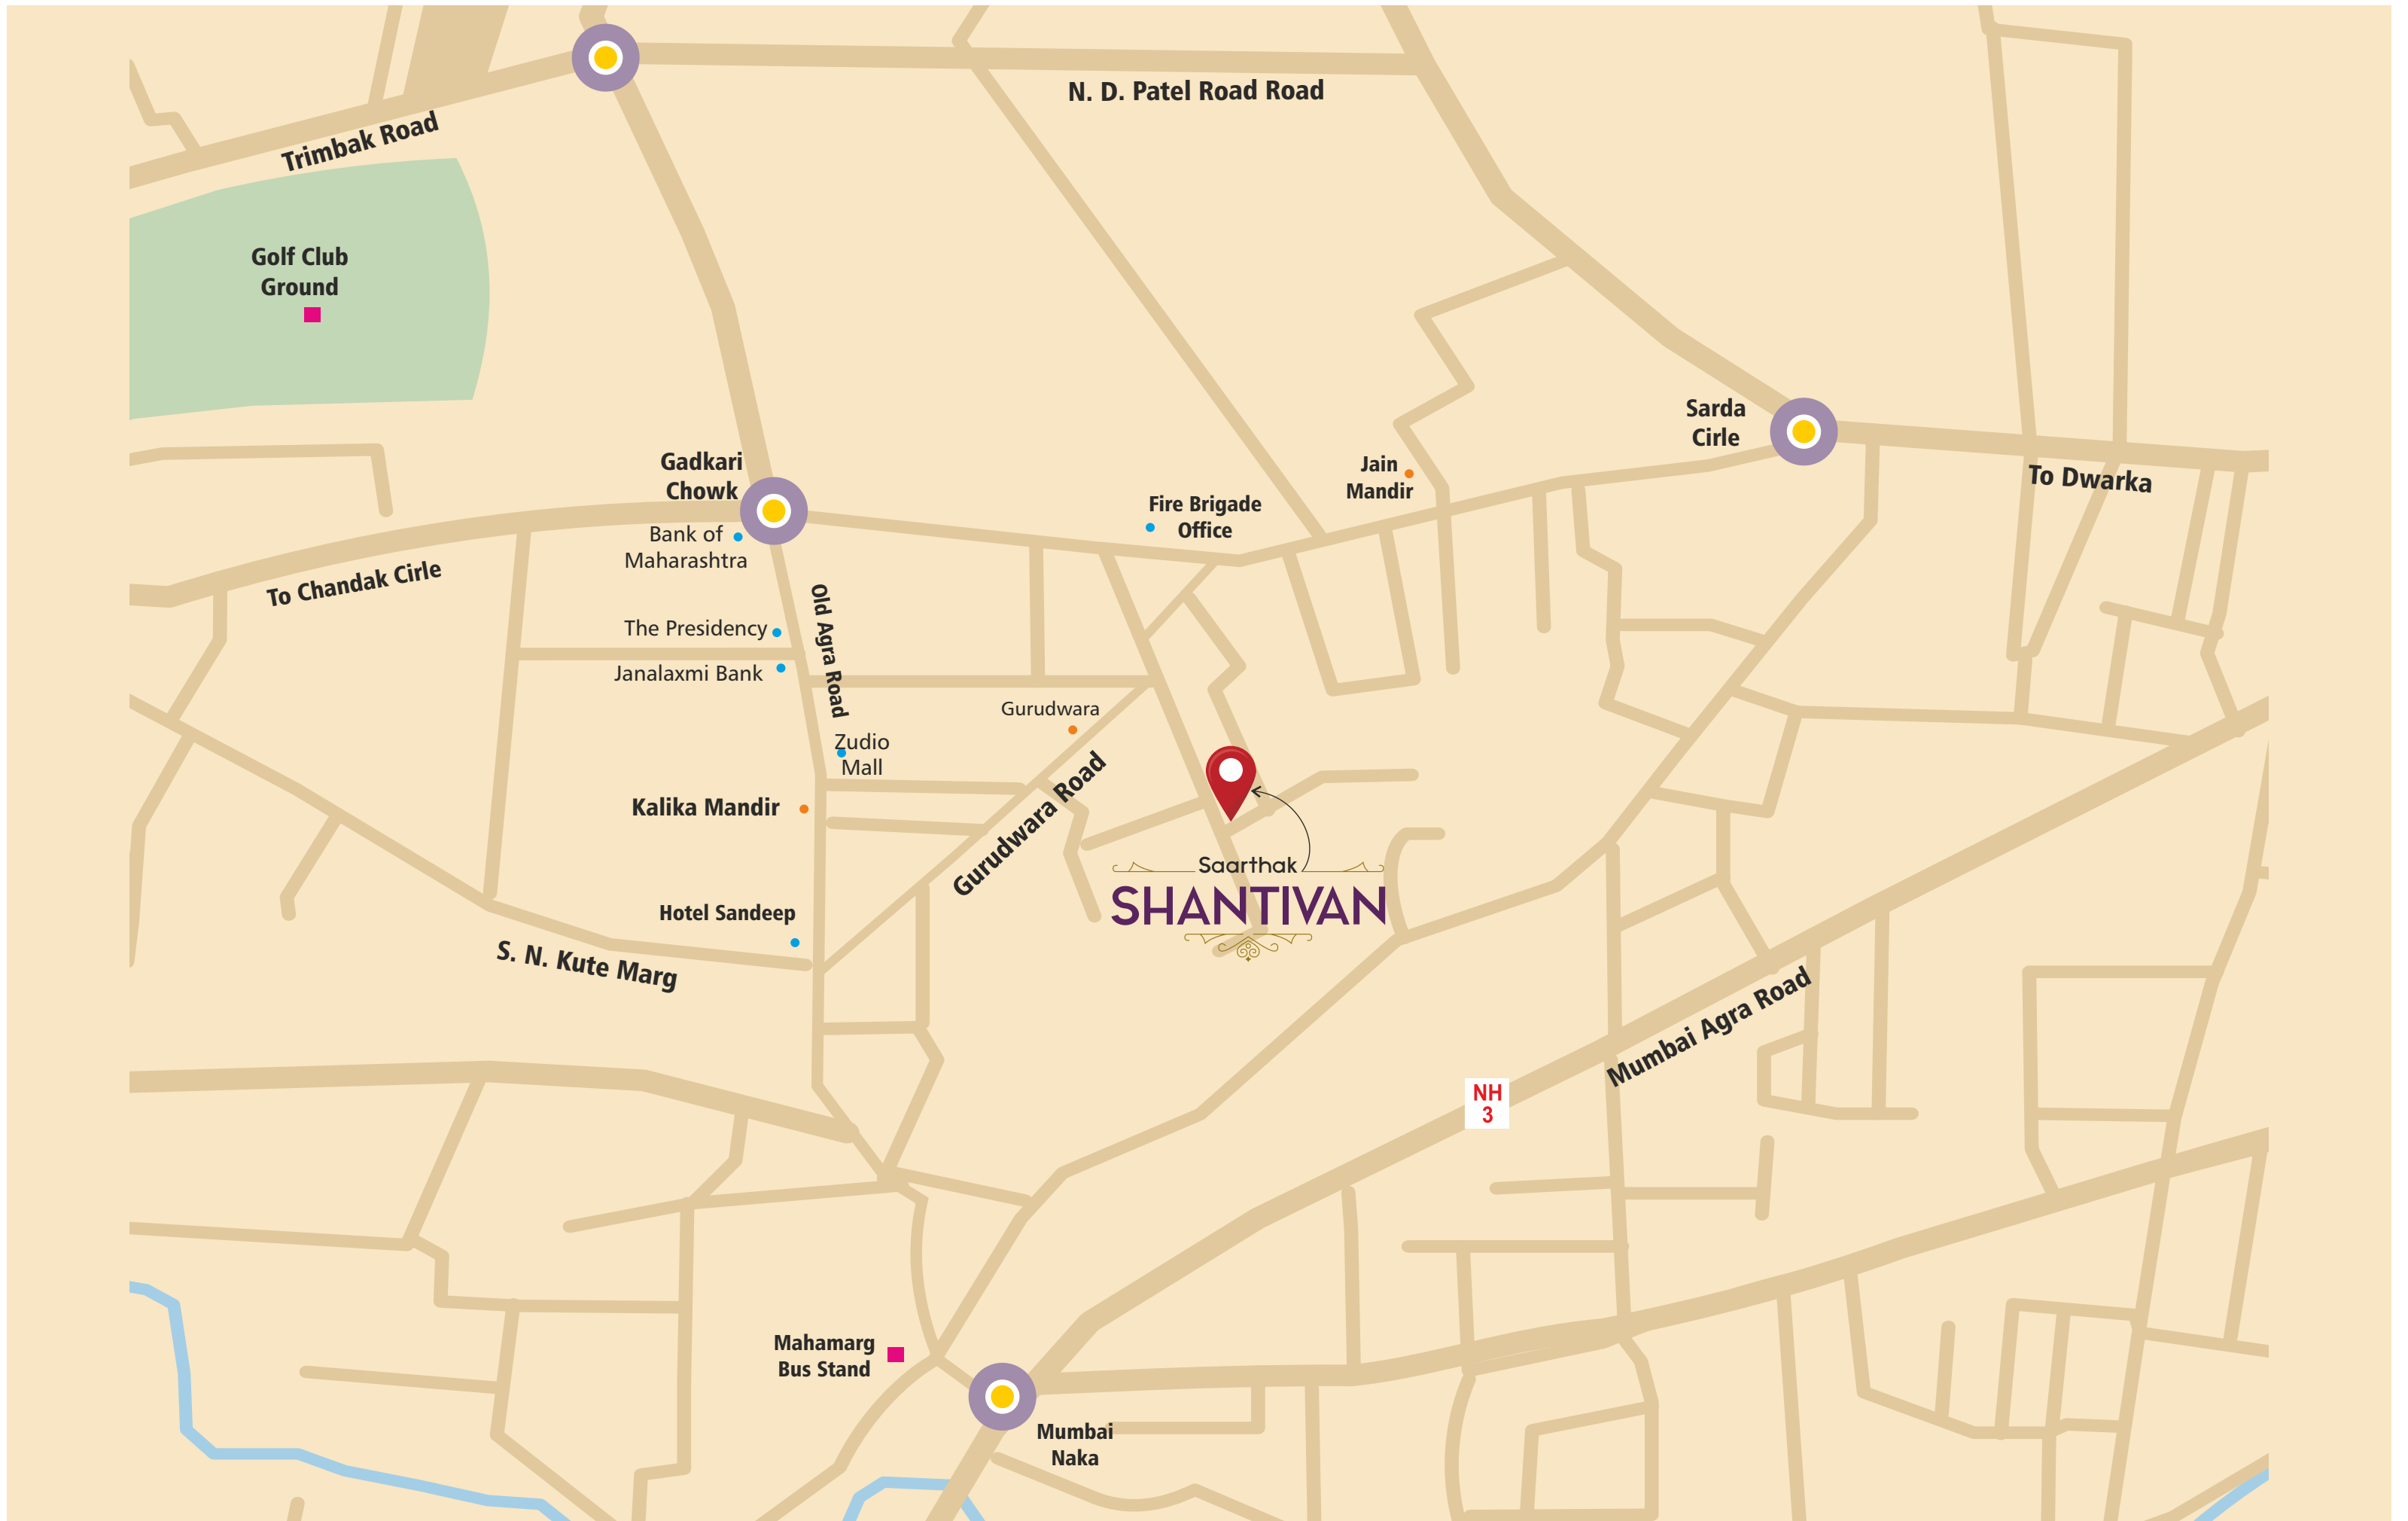 N. D. Patel Road Road
Trimbak Road
Golf Club
Ground
Sarda
Cirle
To Dwarka
Gadkari
Chowk
Jain
Mandir
Fire Brigade
Office
Bank of
Maharashtra
To Chandak Cirle
Old Agra Road
The Presidency
Janalaxmi Bank
Gurudwara
Zudio
Mall
Kalika Mandir
Gurudwara Road
Saarthak
SHANTIVAN
Hotel Sandeep
S. N. Kute Marg
Mumbai Agra Road
NH
3
Mahamarg
Bus Stand
Mumbai
Naka